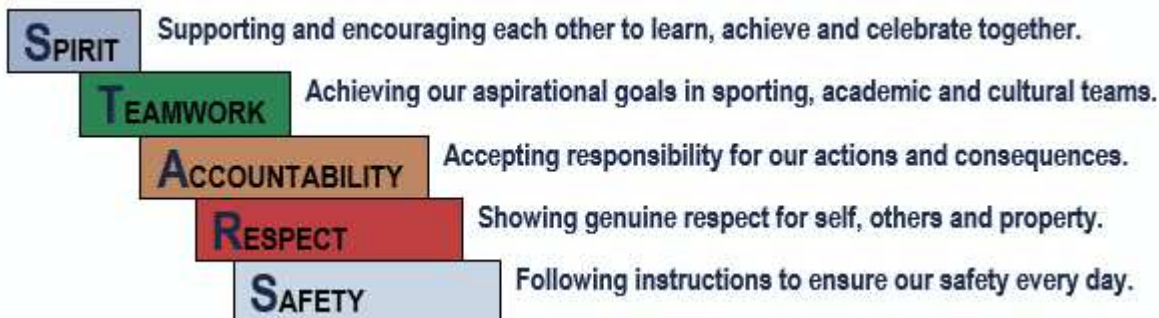 SPIRIT Supporting and encouraging each other to learn, achieve and celebrate together.
TEAMWORK Achieving our aspirational goals in sporting, academic and cultural teams.
ACCOUNTABILITY Accepting responsibility for our actions and consequences.
RESPECT Showing genuine respect for self, others and property.
SAFETY Following instructions to ensure our safety every day.